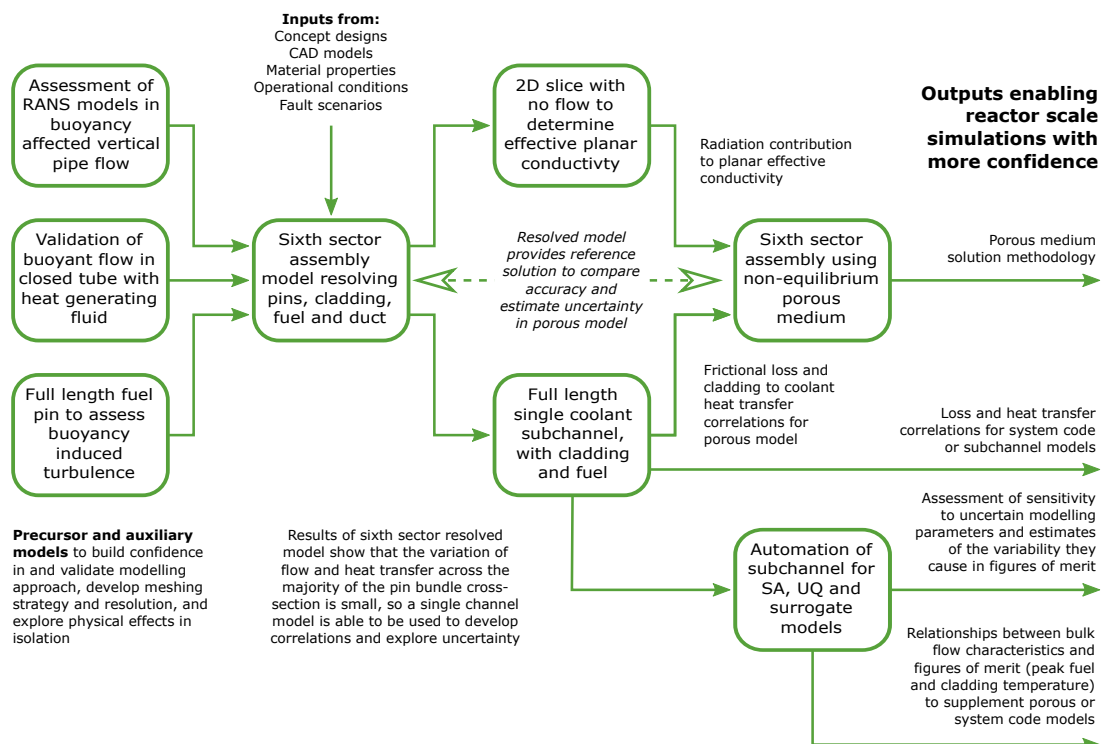 Inputs from:
Concept designs
CAD models
Material properties
Operational conditions
Fault scenarios
Assessment of
RANS models in
buoyancy
affected vertical
pipe flow
2D slice with
no flow to
determine
effective planar
conductivty
Outputs enabling
reactor scale
simulations with
more confidence
Radiation contribution
to planar effective
conductivity
Validation of
buoyant flow in
closed tube with
heat generating
fluid
Sixth sector
assembly
model resolving
pins, cladding,
fuel and duct
Resolved model
provides reference
solution to compare
accuracy and
estimate uncertainty
in porous model
Sixth sector
assembly using
non-equilibrium
porous
medium
Porous medium
solution methodology
Full length fuel
pin to assess
buoyancy
induced
turbulence
Full length
single coolant
subchannel,
with cladding
and fuel
Frictional loss and
cladding to coolant
heat transfer
correlations for
porous model
Loss and heat transfer
correlations for system code
or subchannel models
Precursor and auxiliary
models to build confidence
in and validate modelling
approach, develop meshing
strategy and resolution, and
explore physical effects in
isolation
Results of sixth sector resolved
model show that the variation of
flow and heat transfer across the
majority of the pin bundle cross-
section is small, so a single channel
model is able to be used to develop
correlations and explore uncertainty
Automation of
subchannel for
SA, UQ and
surrogate
models
Assessment of sensitivity
to uncertain modelling
parameters and estimates
of the variability they
cause in figures of merit
Relationships between bulk
flow characteristics and
figures of merit (peak fuel
and cladding temperature)
to supplement porous or
system code models